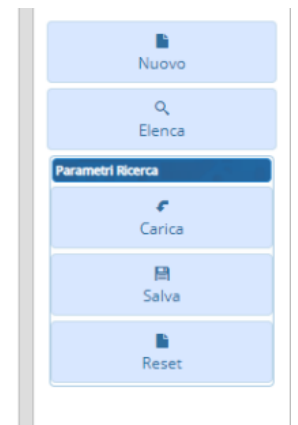 Nuovo
Elenca
Parametri Ricerca
Carica
Salva
Reset